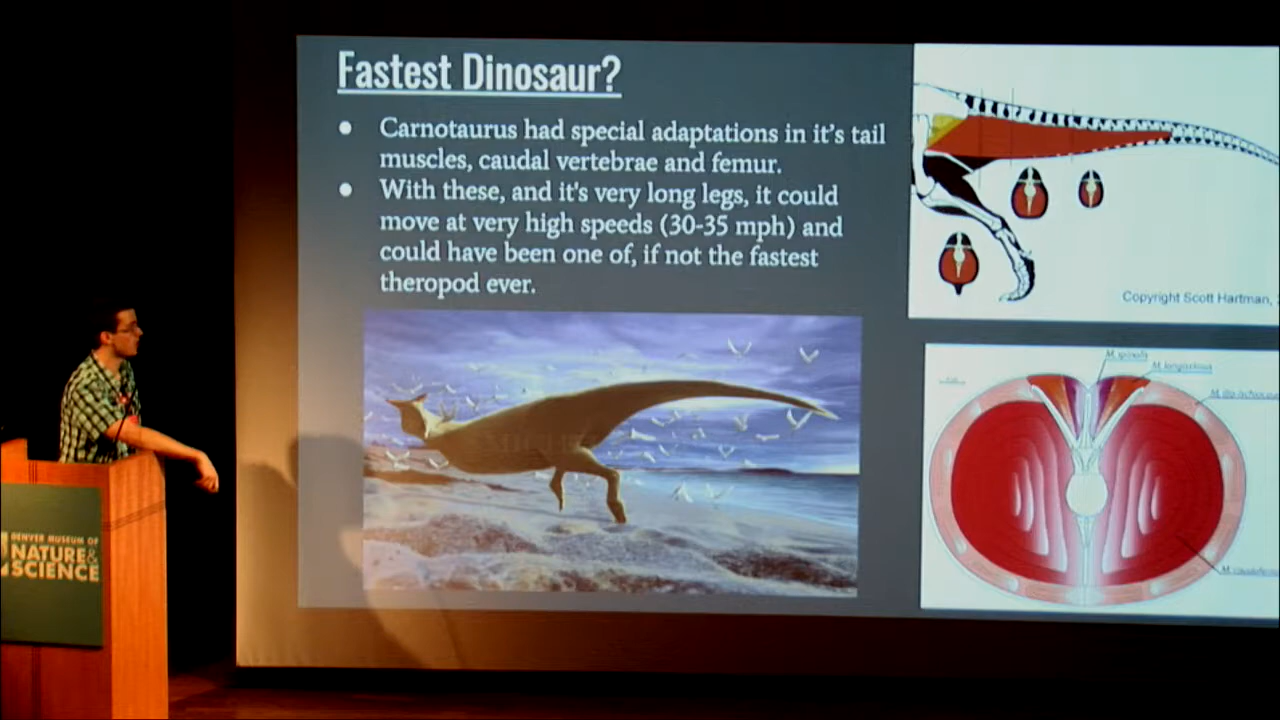 Fastest Dinosaur?
● Carnotaurus had special adaptations in it's tail
muscles, caudal vertebrae and femur.
● With these, and it's very long legs, it could
move at very high speeds (30-35 mph) and
could have been one of, if not the fastest
theropod ever.
Copyright Scott Hartman,
M. spinalis
M. longissimus
DENVER MUSEUM OF
NATURE &
SCIENCE